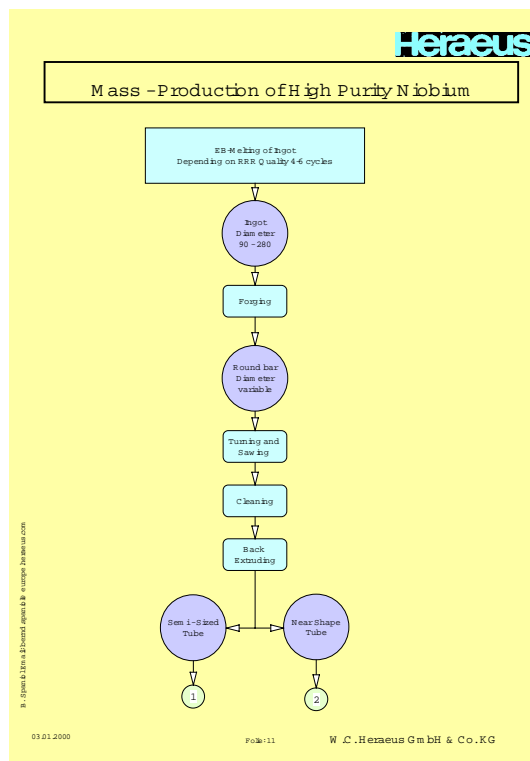 Heraeus
Mass-Production of High Purity Niobium
EB-Melting of Ingot
Depending on RRR Quality 4-6 cycles
Ingot
Diameter
90-280
Forging
Round bar
Diameter
variable
Turning and
Sawing
Cleaning
Back
Extruding
Semi-Sized
Tube
Near Shape
Tube
1
2
03.01.2000
Folie:11
W.C.Heraeus GmbH & Co.KG